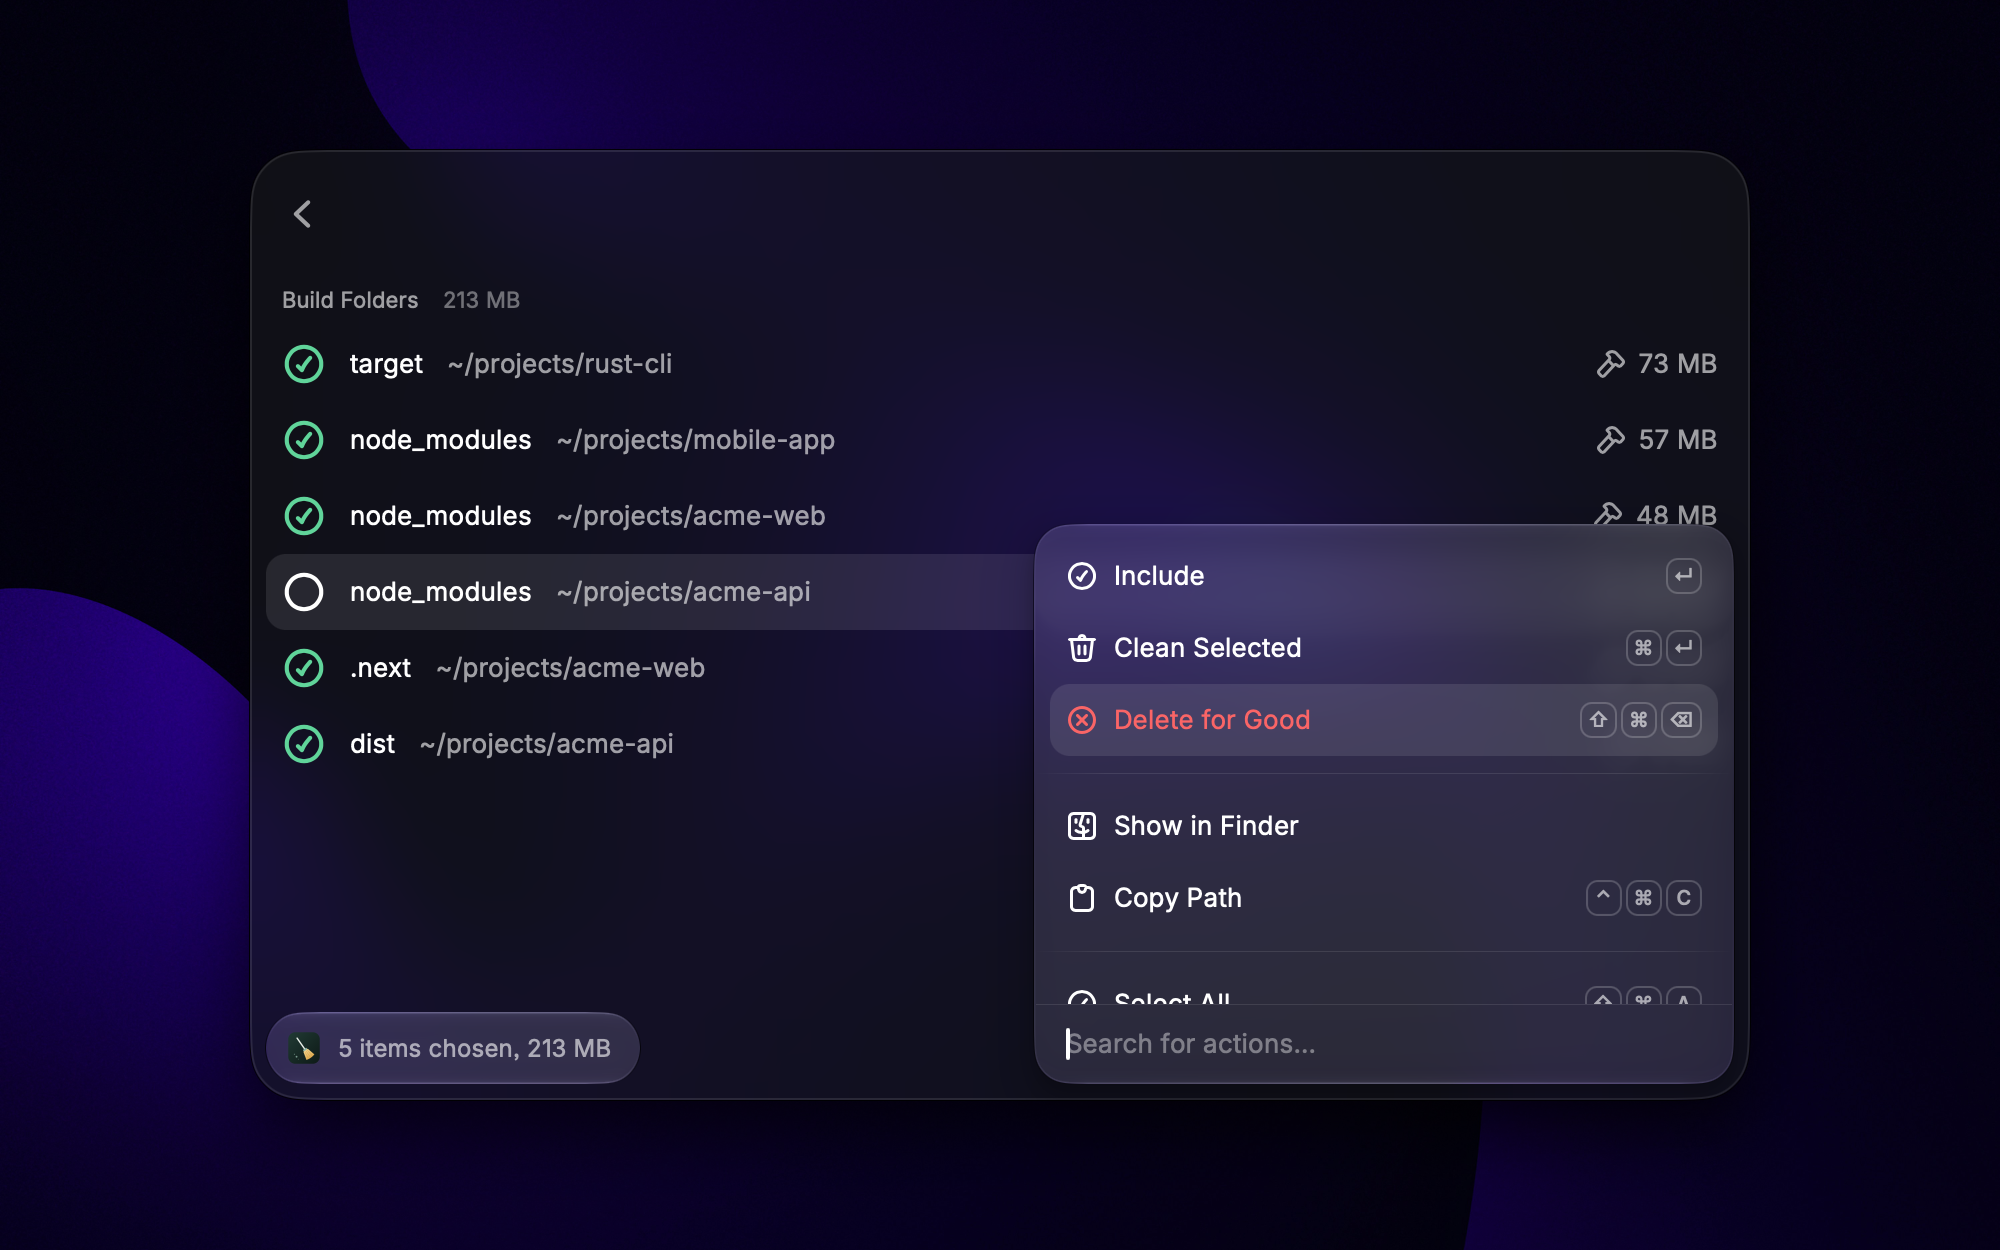 Build Folders 213 MB
target ~/projects/rust-cli 73 MB
node_modules ~/projects/mobile-app 57 MB
node_modules ~/projects/acme-web 48 MB
node_modules ~/projects/acme-api
.next ~/projects/acme-web
dist ~/projects/acme-api
5 items chosen, 213 MB
Include ↵
Clean Selected ⌘ ↵
Delete for Good ⇧ ⌘ ⌫
Show in Finder
Copy Path ^ ⌘ C
Select All ⇧ ⌘ A
Search for actions...